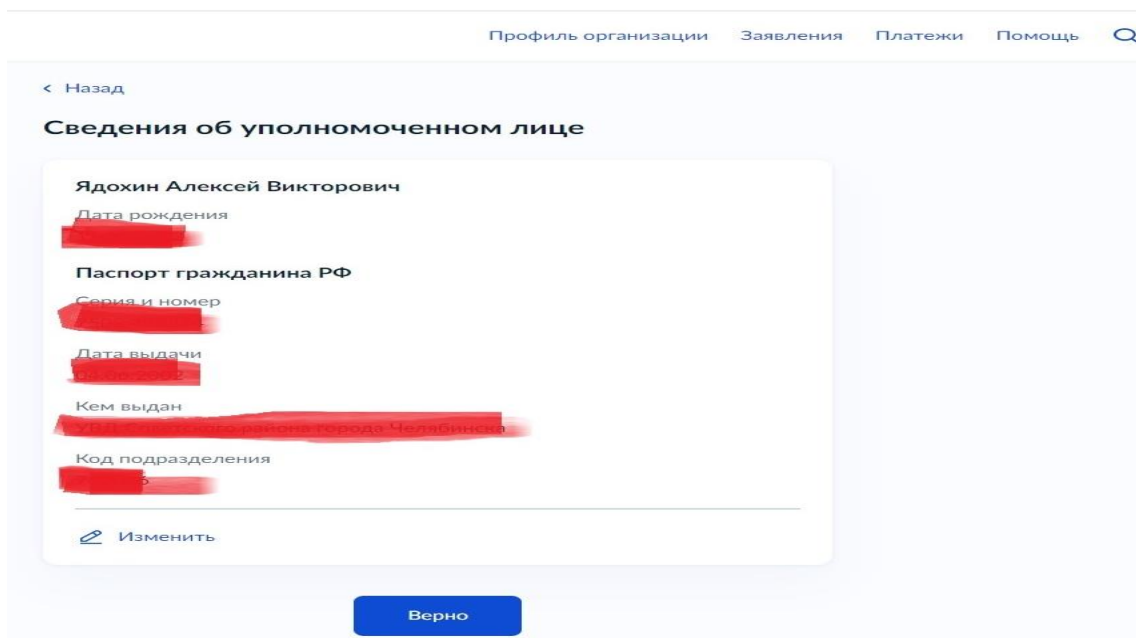 Профиль организации Заявления Платежи Помощь
Назад
Сведения об уполномоченном лице
Ядохин Алексей Викторович
Дата рождения
Паспорт гражданина РФ
Серия и номер
Дата выдачи
Кем выдан
Код подразделения
Изменить
Верно